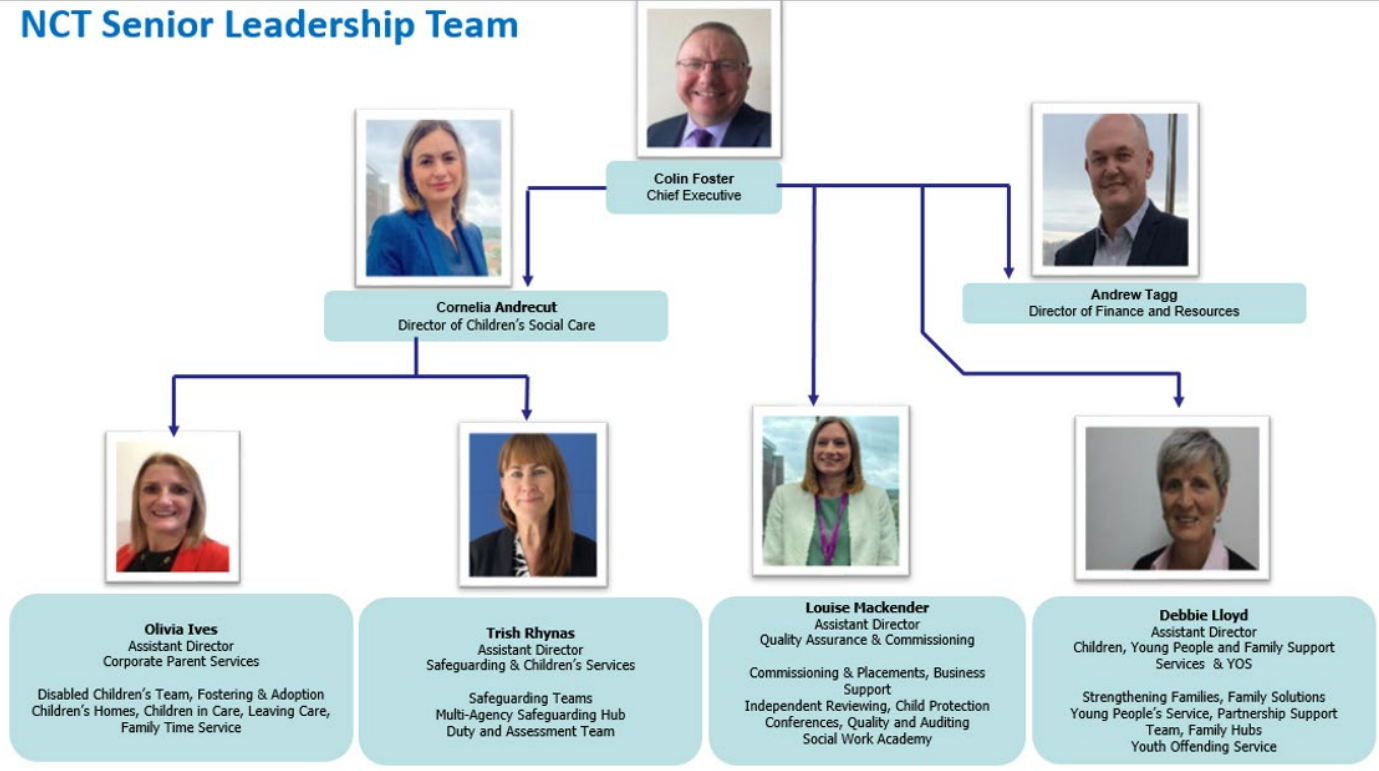 NCT Senior Leadership Team
Colin Foster
Chief Executive
Cornelia Andrecut
Director of Children's Social Care
Andrew Tagg
Director of Finance and Resources
Olivia Ives
Assistant Director
Corporate Parent Services
Disabled Children's Team, Fostering & Adoption
Children's Homes, Children in Care, Leaving Care,
Family Time Service
Trish Rhynas
Assistant Director
Safeguarding & Children's Services
Safeguarding Teams
Multi-Agency Safeguarding Hub
Duty and Assessment Team
Louise Mackender
Assistant Director
Quality Assurance & Commissioning
Commissioning & Placements, Business
Support
Independent Reviewing, Child Protection
Conferences, Quality and Auditing
Social Work Academy
Debbie Lloyd
Assistant Director
Children, Young People and Family Support
Services & YOS
Strengthening Families, Family Solutions
Young People's Service, Partnership Support
Team, Family Hubs
Youth Offending Service